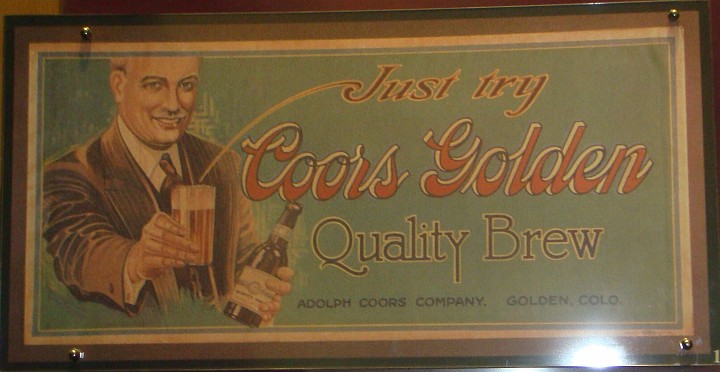 Just try
Coors Golden
Quality Brew
ADOLPH COORS COMPANY. GOLDEN, COLO.